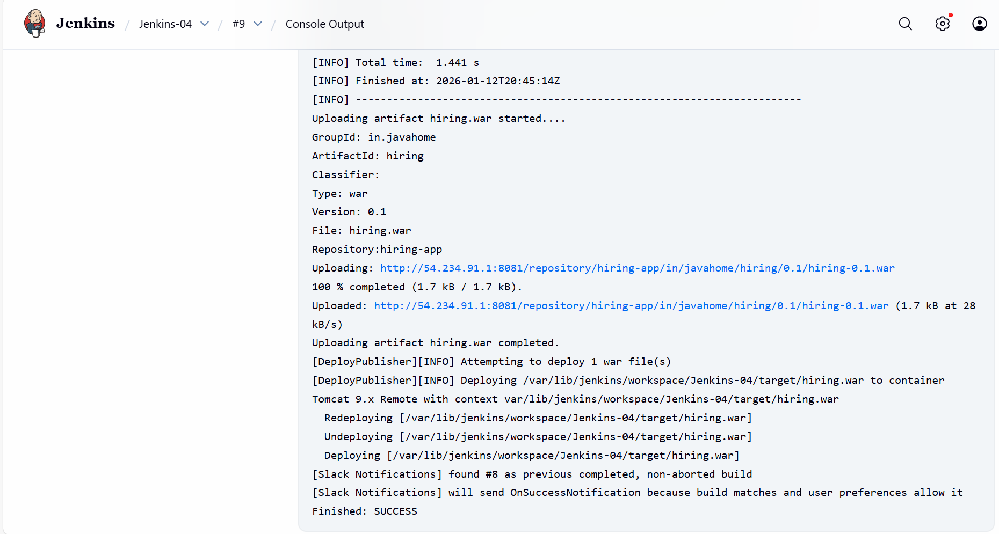 Jenkins / Jenkins-04 / #9 / Console Output
[INFO] Total time:  1.441 s
[INFO] Finished at: 2026-01-12T20:45:14Z
[INFO] ------------------------------------------------------------------------
Uploading artifact hiring.war started....
GroupId: in.javahome
ArtifactId: hiring
Classifier:
Type: war
Version: 0.1
File: hiring.war
Repository:hiring-app
Uploading: http://54.234.91.1:8081/repository/hiring-app/in/javahome/hiring/0.1/hiring-0.1.war
100 % completed (1.7 kB / 1.7 kB).
Uploaded: http://54.234.91.1:8081/repository/hiring-app/in/javahome/hiring/0.1/hiring-0.1.war (1.7 kB at 28
kB/s)
Uploading artifact hiring.war completed.
[DeployPublisher][INFO] Attempting to deploy 1 war file(s)
[DeployPublisher][INFO] Deploying /var/lib/jenkins/workspace/Jenkins-04/target/hiring.war to container
Tomcat 9.x Remote with context var/lib/jenkins/workspace/Jenkins-04/target/hiring.war
  Redeploying [/var/lib/jenkins/workspace/Jenkins-04/target/hiring.war]
  Undeploying [/var/lib/jenkins/workspace/Jenkins-04/target/hiring.war]
  Deploying [/var/lib/jenkins/workspace/Jenkins-04/target/hiring.war]
[Slack Notifications] found #8 as previous completed, non-aborted build
[Slack Notifications] will send OnSuccessNotification because build matches and user preferences allow it
Finished: SUCCESS